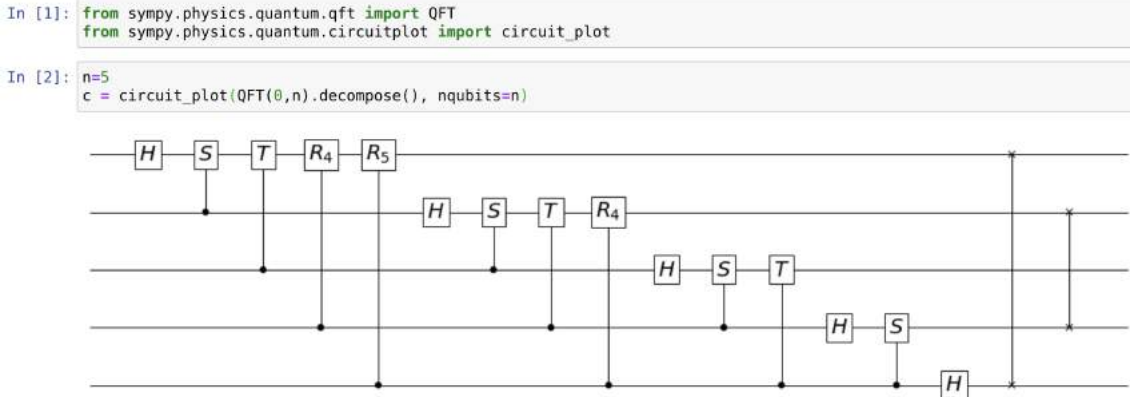 In [1]: from sympy.physics.quantum.qft import QFT
from sympy.physics.quantum.circuitplot import circuit_plot
In [2]: n=5
c = circuit_plot(QFT(0,n).decompose(), nqubits=n)
H S T R4 R5
H S T R4
H S T
H S
H